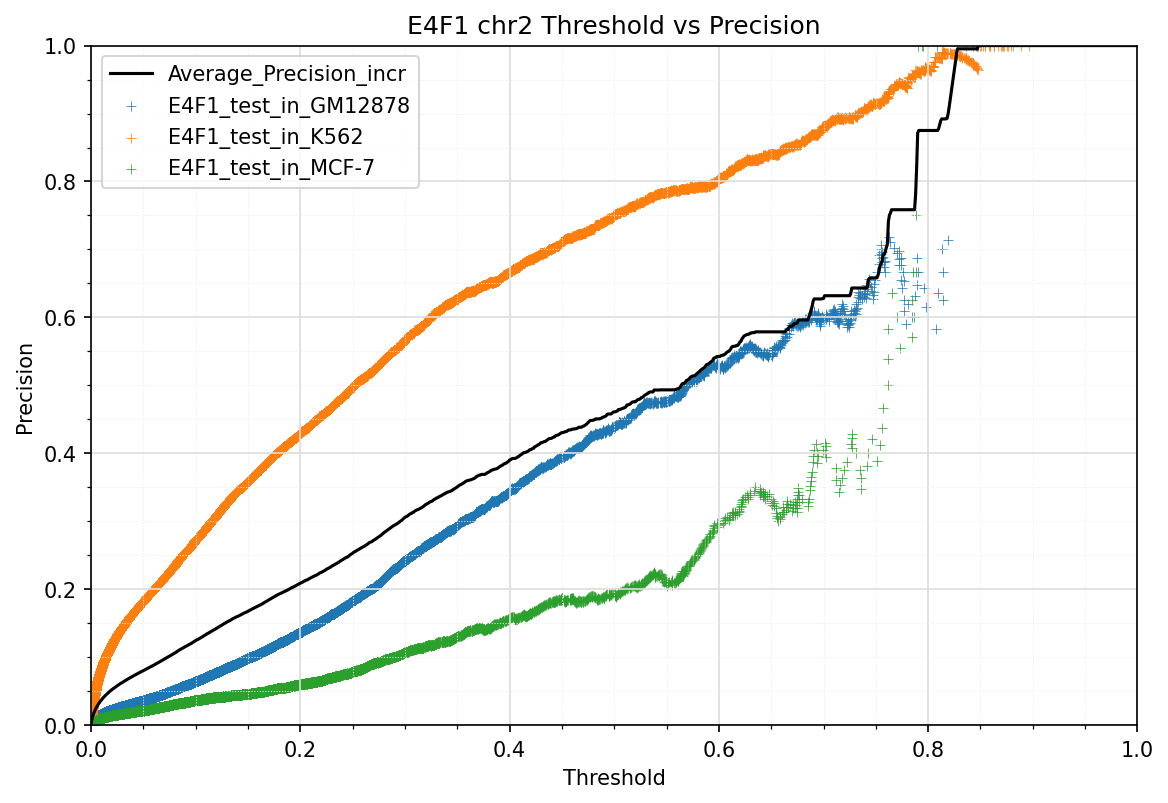 E4F1 chr2 Threshold vs Precision
Average_Precision_incr
E4F1_test_in_GM12878
E4F1_test_in_K562
E4F1_test_in_MCF-7
1.0
0.8
0.6
0.4
0.2
0.0
Precision
0.0 0.2 0.4 0.6 0.8 1.0
Threshold